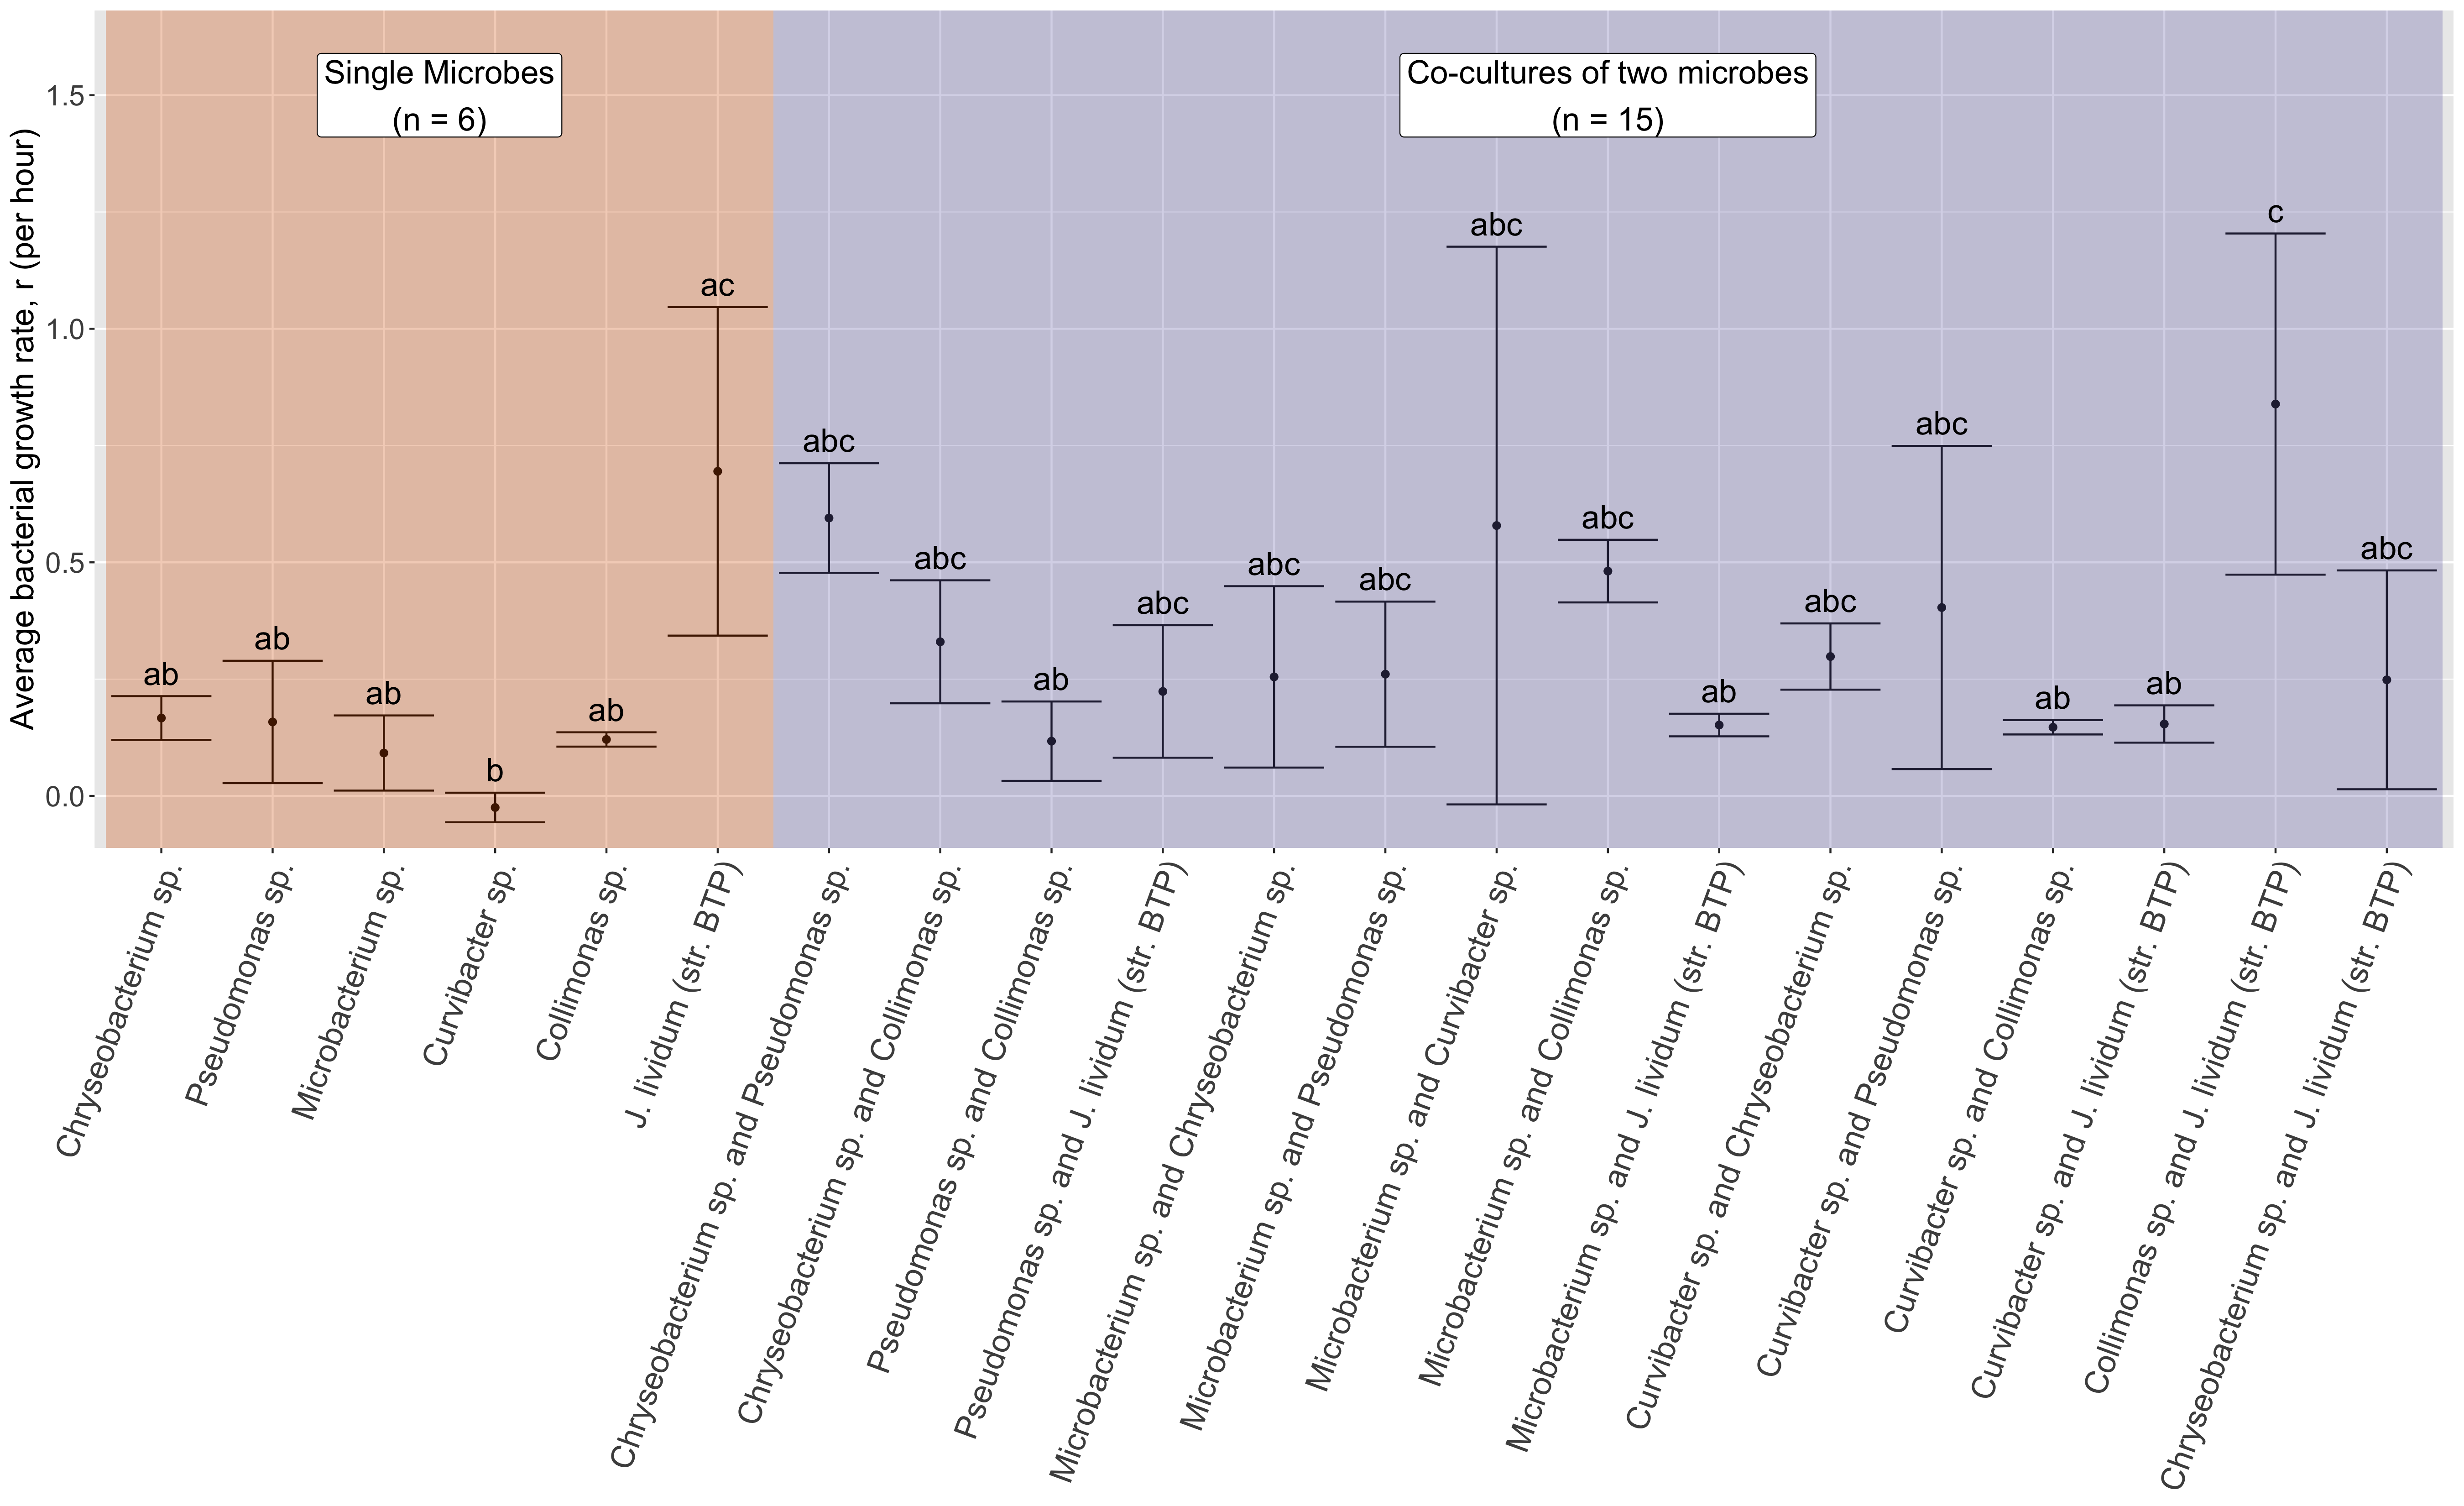 Single Microbes
(n = 6)
Co-cultures of two microbes
(n = 15)
Average bacterial growth rate, r (per hour)
1.5
1.0
0.5
0.0
ab
ab
ab
b
ab
ac
abc
abc
ab
abc
abc
abc
abc
abc
ab
abc
abc
ab
ab
c
abc
Chryseobacterium sp.
Pseudomonas sp.
Microbacterium sp.
Curvibacter sp.
Collimonas sp.
J. lividum (str. BTP)
Chryseobacterium sp. and Pseudomonas sp.
Chryseobacterium sp. and Collimonas sp.
Pseudomonas sp. and Collimonas sp.
Pseudomonas sp. and J. lividum (str. BTP)
Microbacterium sp. and Chryseobacterium sp.
Microbacterium sp. and Pseudomonas sp.
Microbacterium sp. and Curvibacter sp.
Microbacterium sp. and Collimonas sp.
Microbacterium sp. and J. lividum (str. BTP)
Curvibacter sp. and Chryseobacterium sp.
Curvibacter sp. and Pseudomonas sp.
Curvibacter sp. and Collimonas sp.
Curvibacter sp. and J. lividum (str. BTP)
Collimonas sp. and J. lividum (str. BTP)
Chryseobacterium sp. and J. lividum (str. BTP)